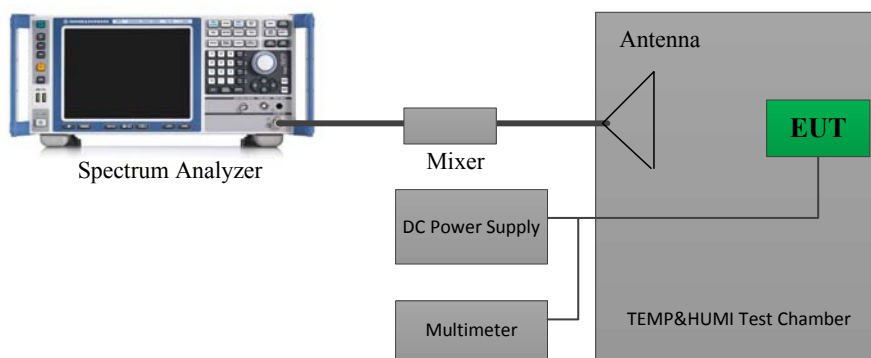 Antenna
EUT
Spectrum Analyzer
Mixer
DC Power Supply
Multimeter
TEMP&HUMI Test Chamber